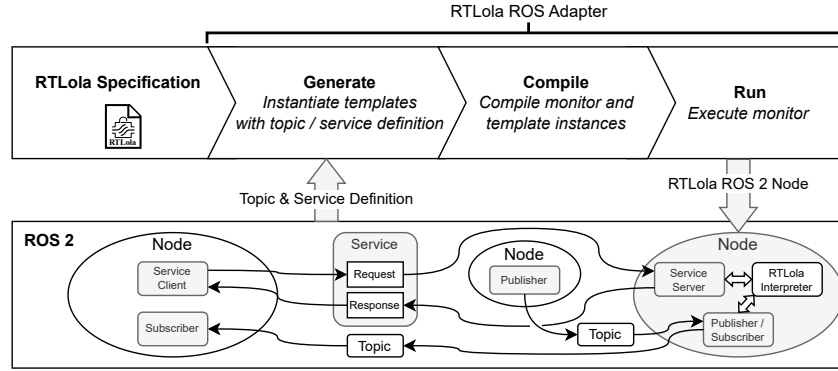 RTLola ROS Adapter
RTLola Specification
RTLola
Generate
Instantiate templates
with topic / service definition
Compile
Compile monitor and
template instances
Run
Execute monitor
Topic & Service Definition
RTLola ROS 2 Node
ROS 2
Node
Service
Client
Subscriber
Service
Request
Response
Topic
Node
Publisher
Topic
Node
Service
Server
RTLola
Interpreter
Publisher /
Subscriber